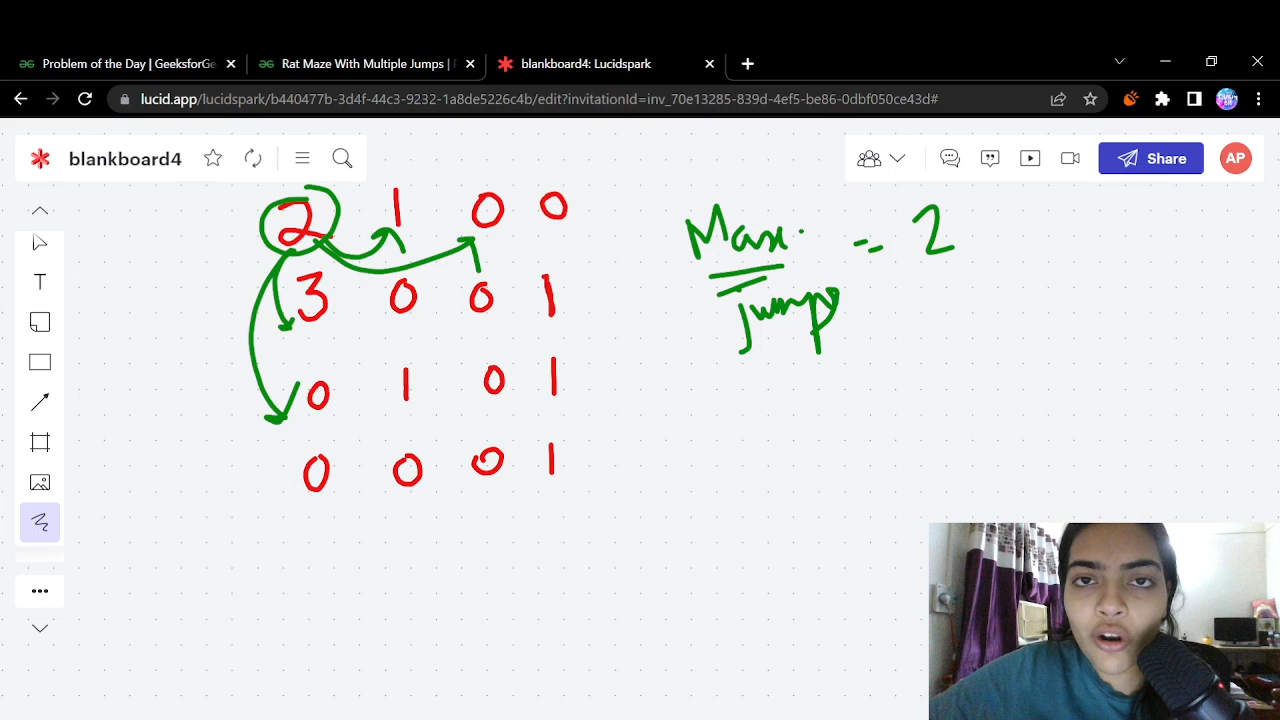 Problem of the Day | GeeksforGe
Rat Maze With Multiple Jumps |
blankboard4: Lucidspark
lucid.app/lucidspark/b440477b-3d4f-44c3-9232-1a8de5226c4b/edit?invitationId=inv_70e13285-839d-4ef5-be86-0dbf050ce43d#
blankboard4
Share
AP
T
2 1 0 0
3 0 0 1
0 1 0 1
0 0 0 1
Max. = 2
jump